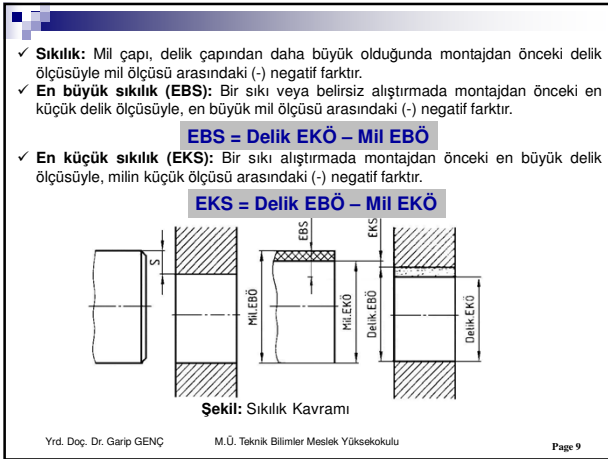 ✓ Sıkılık: Mil çapı, delik çapından daha büyük olduğunda montajdan önceki delik
ölçüsüyle mil ölçüsü arasındaki (-) negatif farktır.
✓ En büyük sıkılık (EBS): Bir sıkı veya belirsiz alıştırmada montajdan önceki en
küçük delik ölçüsüyle, en büyük mil ölçüsü arasındaki (-) negatif farktır.
EBS = Delik EKÖ – Mil EBÖ
✓ En küçük sıkılık (EKS): Bir sıkı alıştırmada montajdan önceki en büyük delik
ölçüsüyle, milin küçük ölçüsü arasındaki (-) negatif farktır.
EKS = Delik EBÖ – Mil EKÖ
S
Mil.EBÖ
EBS
Mil.EKÖ
EKS
Delik.EBÖ
Delik.EKÖ
Şekil: Sıkılık Kavramı
Yrd. Doç. Dr. Garip GENÇ M.Ü. Teknik Bilimler Meslek Yüksekokulu Page 9